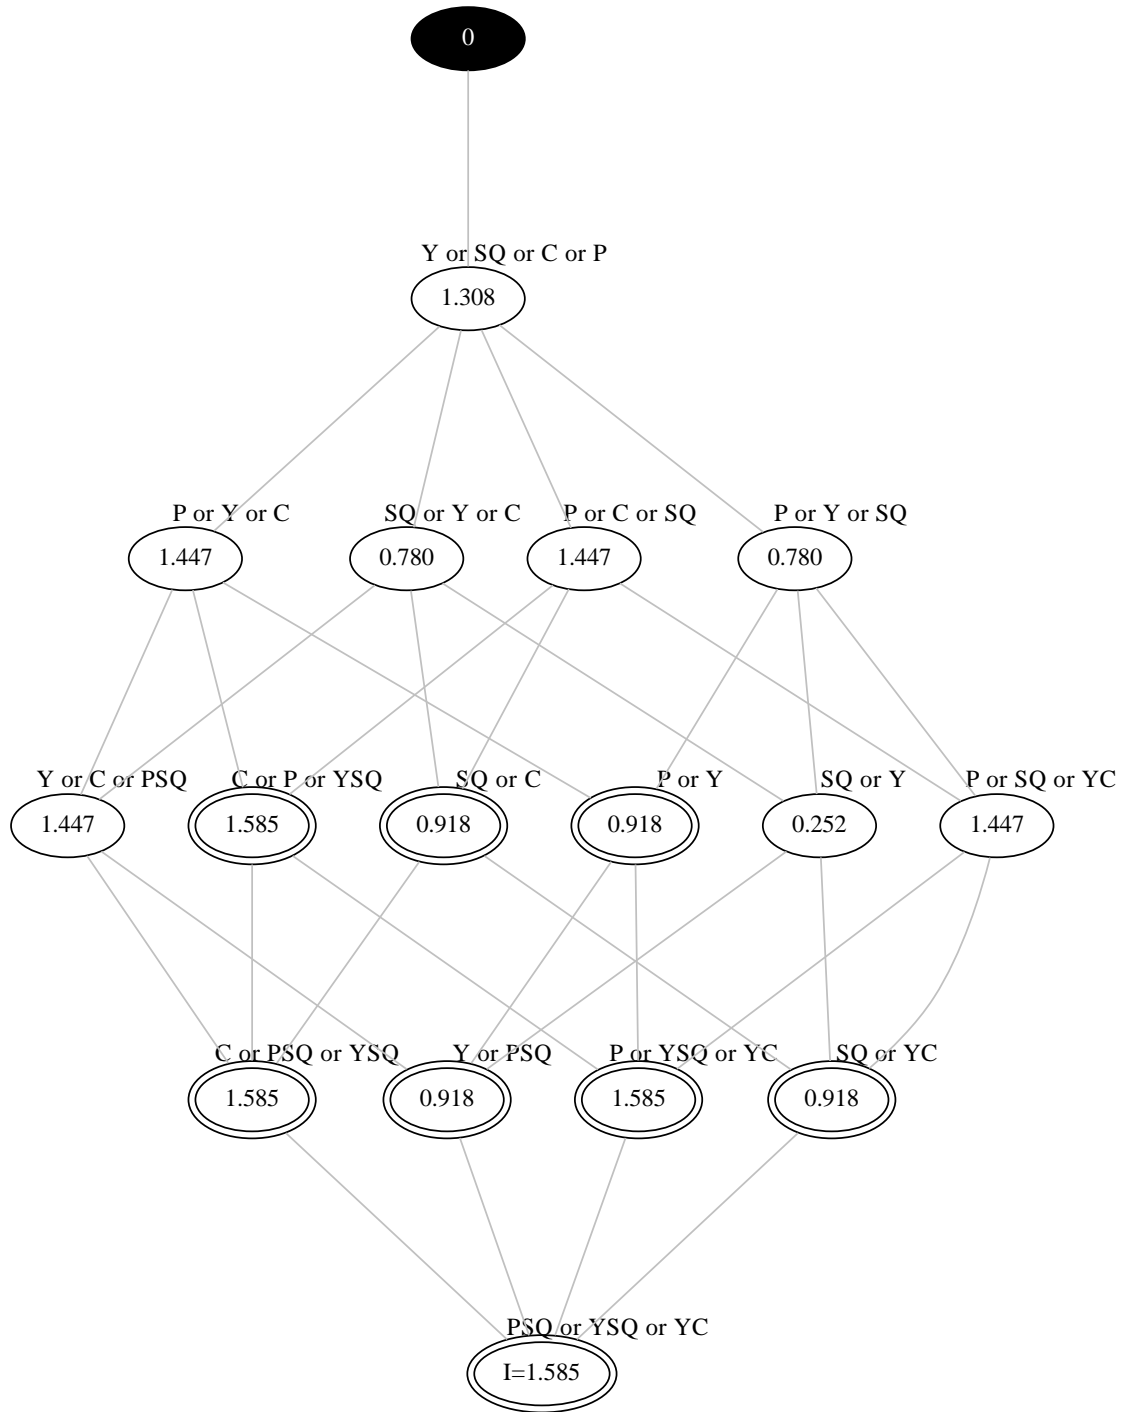 0
Y or SQ or C or P
1.308
P or Y or C
SQ or Y or C
P or C or SQ
P or Y or SQ
1.447
0.780
1.447
0.780
Y or C or PSQ
C or P or YSQ
SQ or C
P or Y
SQ or Y
P or SQ or YC
1.447
1.585
0.918
0.918
0.252
1.447
C or PSQ or YSQ
Y or PSQ
P or YSQ or YC
SQ or YC
1.585
0.918
1.585
0.918
PSQ or YSQ or YC
I=1.585